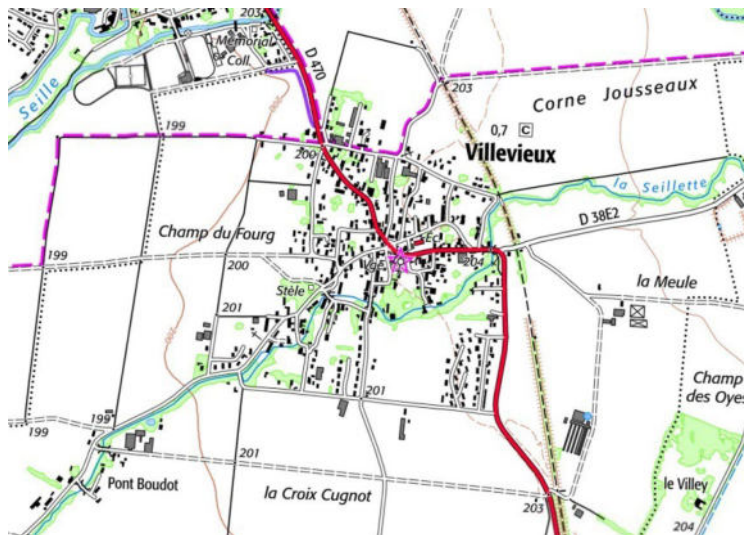 203
Mémorial
Coll.
D 470
Seille
203
Corne Jousseaux
199
0,7 C
200
Villevieux
la Seillette
D 38E2
Champ du Fourg
Ec.
199
200
204
la Meule
Stèle
201
Champ
des Oyes
201
199
199
201
Pont Boudot
la Croix Cugnot
203
le Villey
204